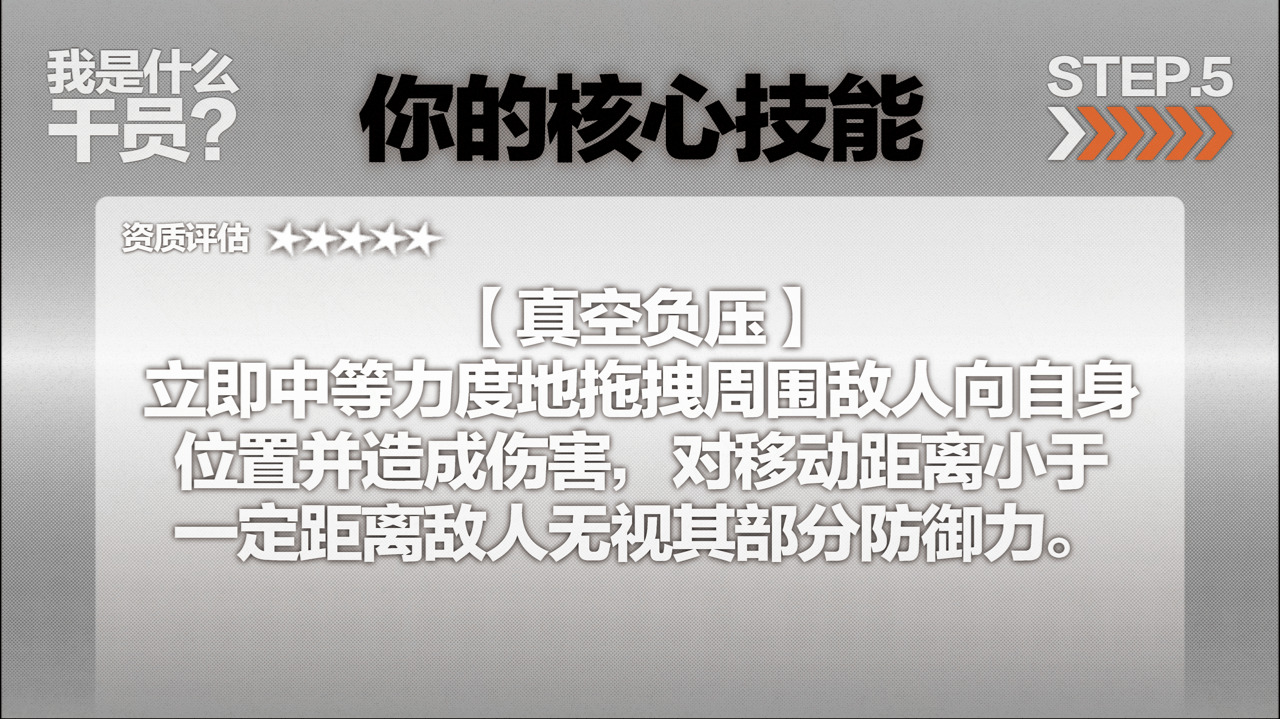 我是什么
干员?
你的核心技能
STEP.5
资质评估 ★★★★★
【真空负压】
立即中等力度地拖拽周围敌人向自身
位置并造成伤害，对移动距离小于
一定距离敌人无视其部分防御力。